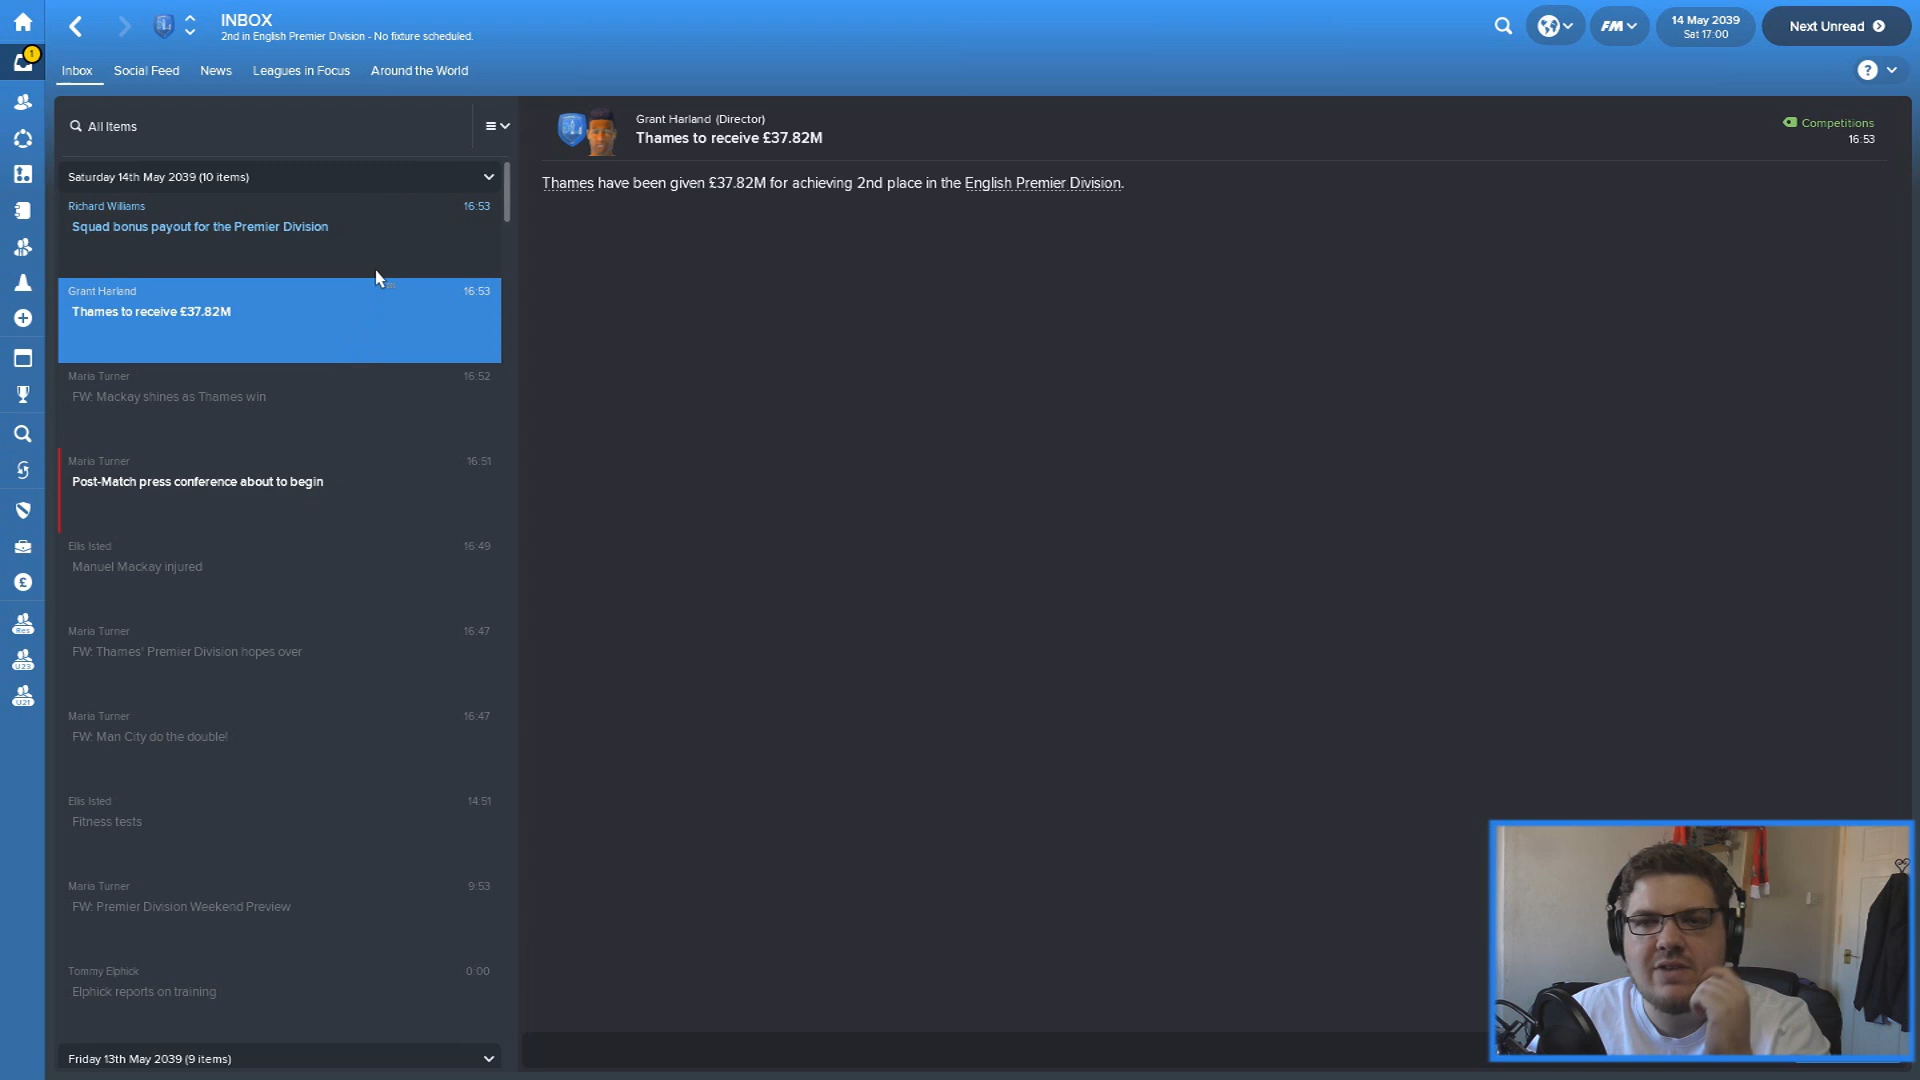 INBOX
2nd in English Premier Division - No fixture scheduled.
FM
14 May 2039
Sat 17:00
Next Unread
1
Inbox
Social Feed
News
Leagues in Focus
Around the World
?
All Items
Saturday 14th May 2039 (10 items)
Richard Williams 16:53
Squad bonus payout for the Premier Division
Grant Harland 16:53
Thames to receive £37.82M
Maria Turner 16:52
FW: Mackay shines as Thames win
Maria Turner 16:51
Post-Match press conference about to begin
Ellis Isted 16:49
Manuel Mackay injured
Maria Turner 16:47
FW: Thames' Premier Division hopes over
Maria Turner 16:47
FW: Man City do the double!
Ellis Isted 14:51
Fitness tests
Maria Turner 9:53
FW: Premier Division Weekend Preview
Tommy Elphick 0:00
Elphick reports on training
Friday 13th May 2039 (9 items)
Grant Harland (Director)
Thames to receive £37.82M
Competitions
16:53
Thames have been given £37.82M for achieving 2nd place in the English Premier Division.
£
Res
U23
U21